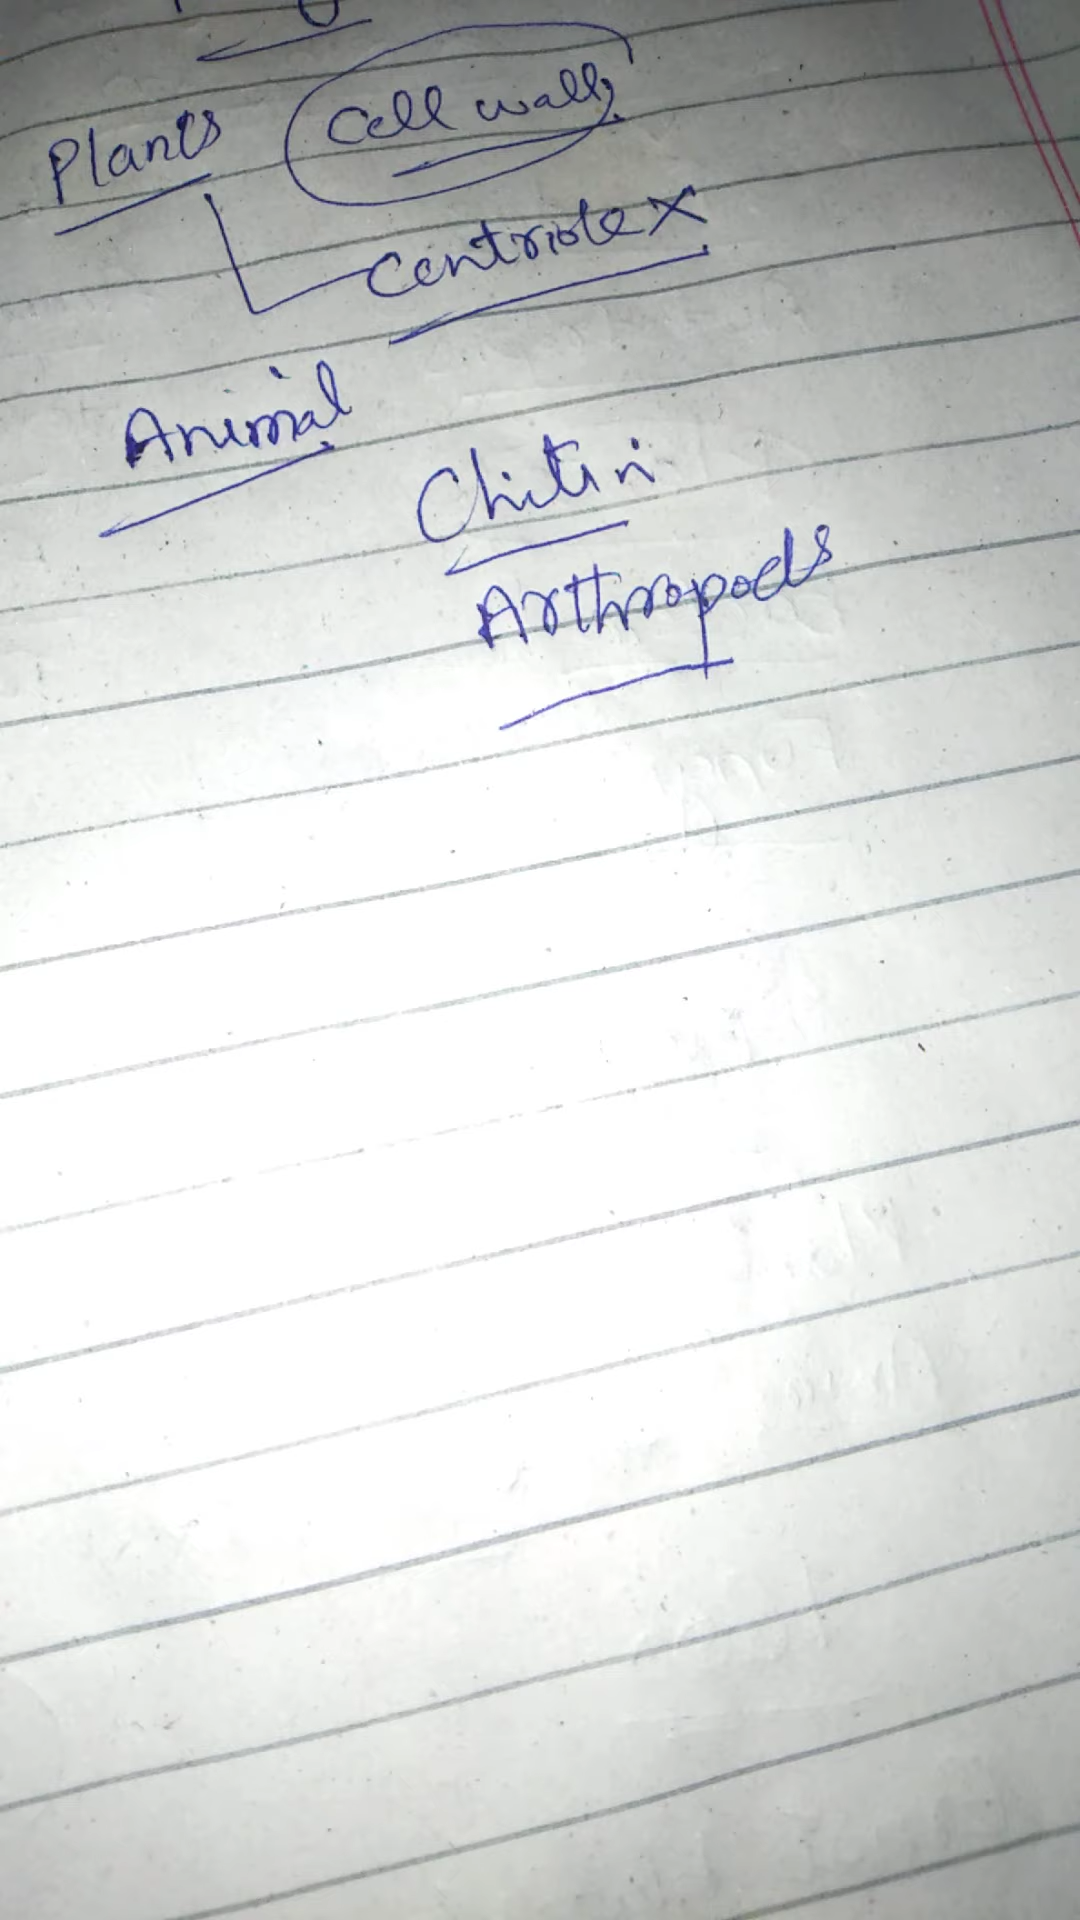 Plants Cell wall
Centriole X
Animal
Chitin
Arthropods